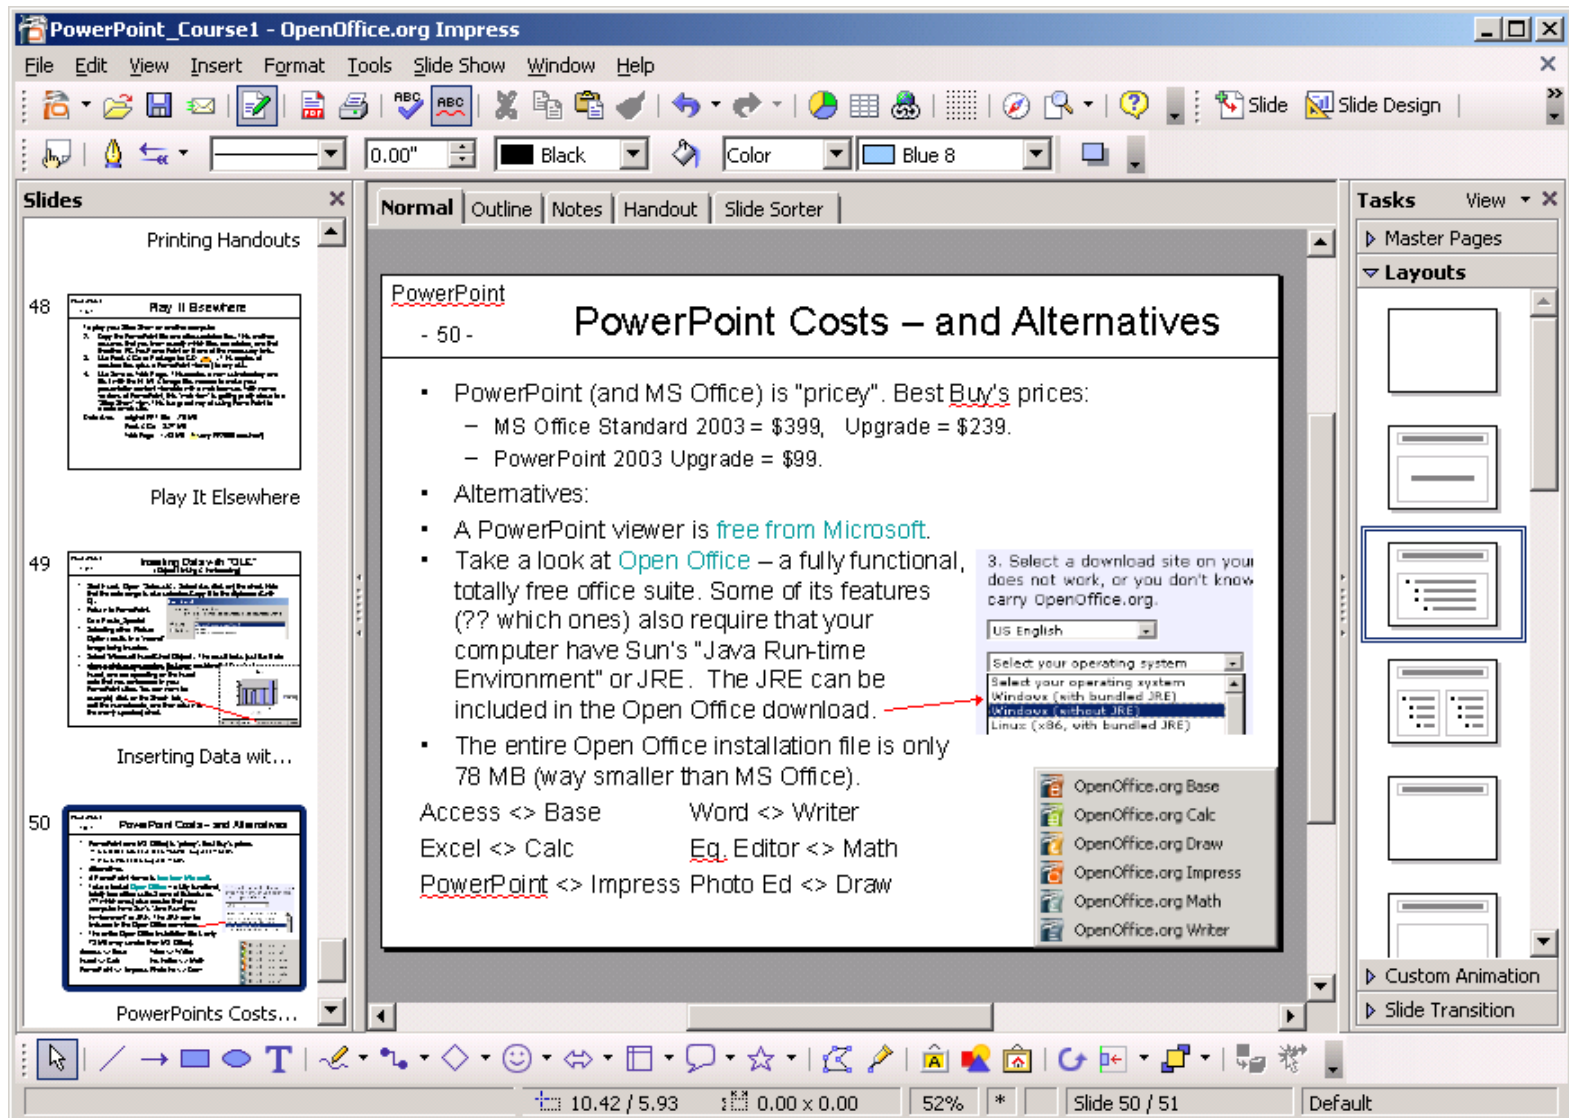 PowerPoint_Course1 - OpenOffice.org Impress
File Edit View Insert Format Tools Slide Show Window Help
Slide Slide Design
0.00" Black Color Blue 8
Slides
Printing Handouts
48
Play It Elsewhere
Play It Elsewhere
49
Inserting Data with "OLE"
Inserting Data wit...
50
PowerPoint Costs – and Alternatives
PowerPoints Costs...
Normal Outline Notes Handout Slide Sorter
PowerPoint
- 50 -
PowerPoint Costs – and Alternatives
• PowerPoint (and MS Office) is "pricey". Best Buy's prices:
– MS Office Standard 2003 = $399, Upgrade = $239.
– PowerPoint 2003 Upgrade = $99.
• Alternatives:
• A PowerPoint viewer is free from Microsoft.
• Take a look at Open Office – a fully functional,
totally free office suite. Some of its features
(?? which ones) also require that your
computer have Sun's "Java Run-time
Environment" or JRE. The JRE can be
included in the Open Office download.
• The entire Open Office installation file is only
78 MB (way smaller than MS Office).
Access <> Base Word <> Writer
Excel <> Calc Eq. Editor <> Math
PowerPoint <> Impress Photo Ed <> Draw
3. Select a download site on your
does not work, or you don't know
carry OpenOffice.org.
US English
Select your operating system
Select your operating system
Windows (with bundled JRE)
Windows (without JRE)
Linux (x86, with bundled JRE)
OpenOffice.org Base
OpenOffice.org Calc
OpenOffice.org Draw
OpenOffice.org Impress
OpenOffice.org Math
OpenOffice.org Writer
Tasks View
Master Pages
Layouts
Custom Animation
Slide Transition
10.42 / 5.93 0.00 x 0.00 52% * Slide 50 / 51 Default